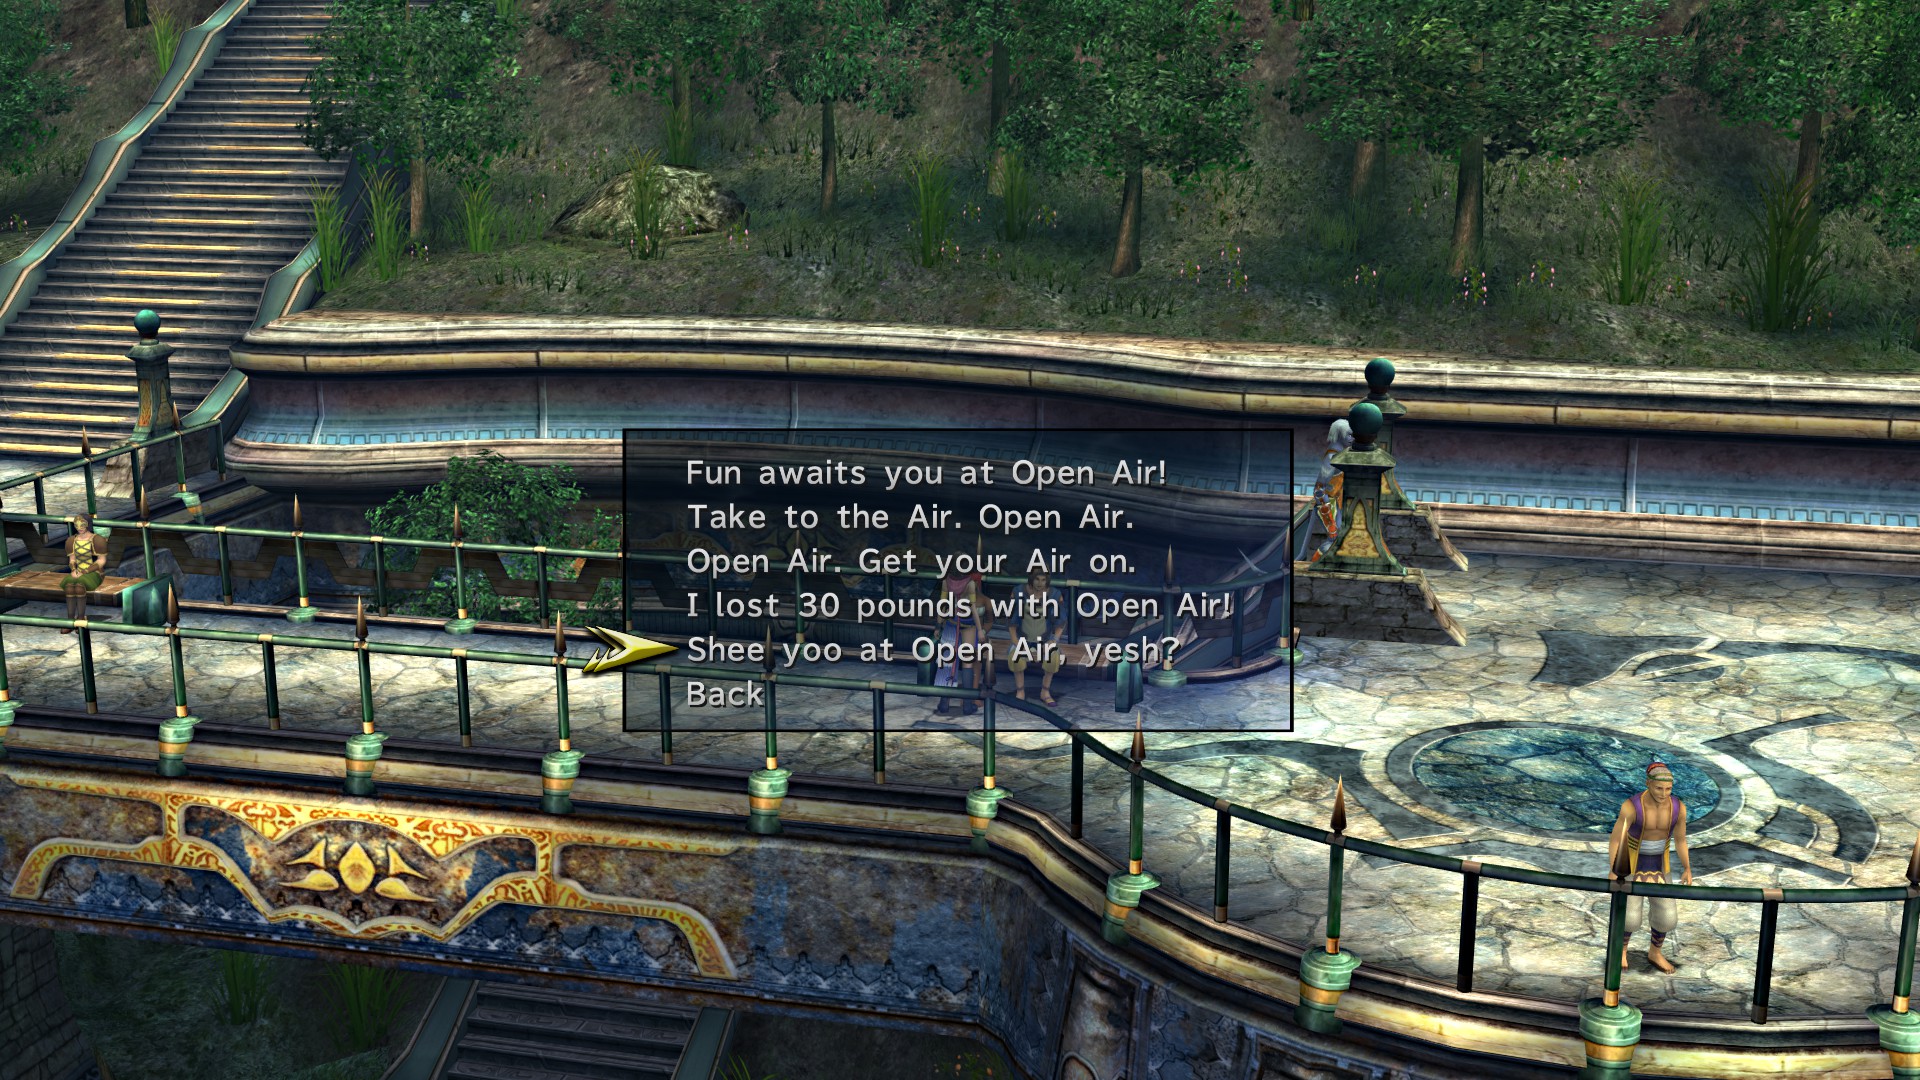 Fun awaits you at Open Air!
Take to the Air. Open Air.
Open Air. Get your Air on.
I lost 30 pounds with Open Air!
Shee yoo at Open Air, yesh?
Back